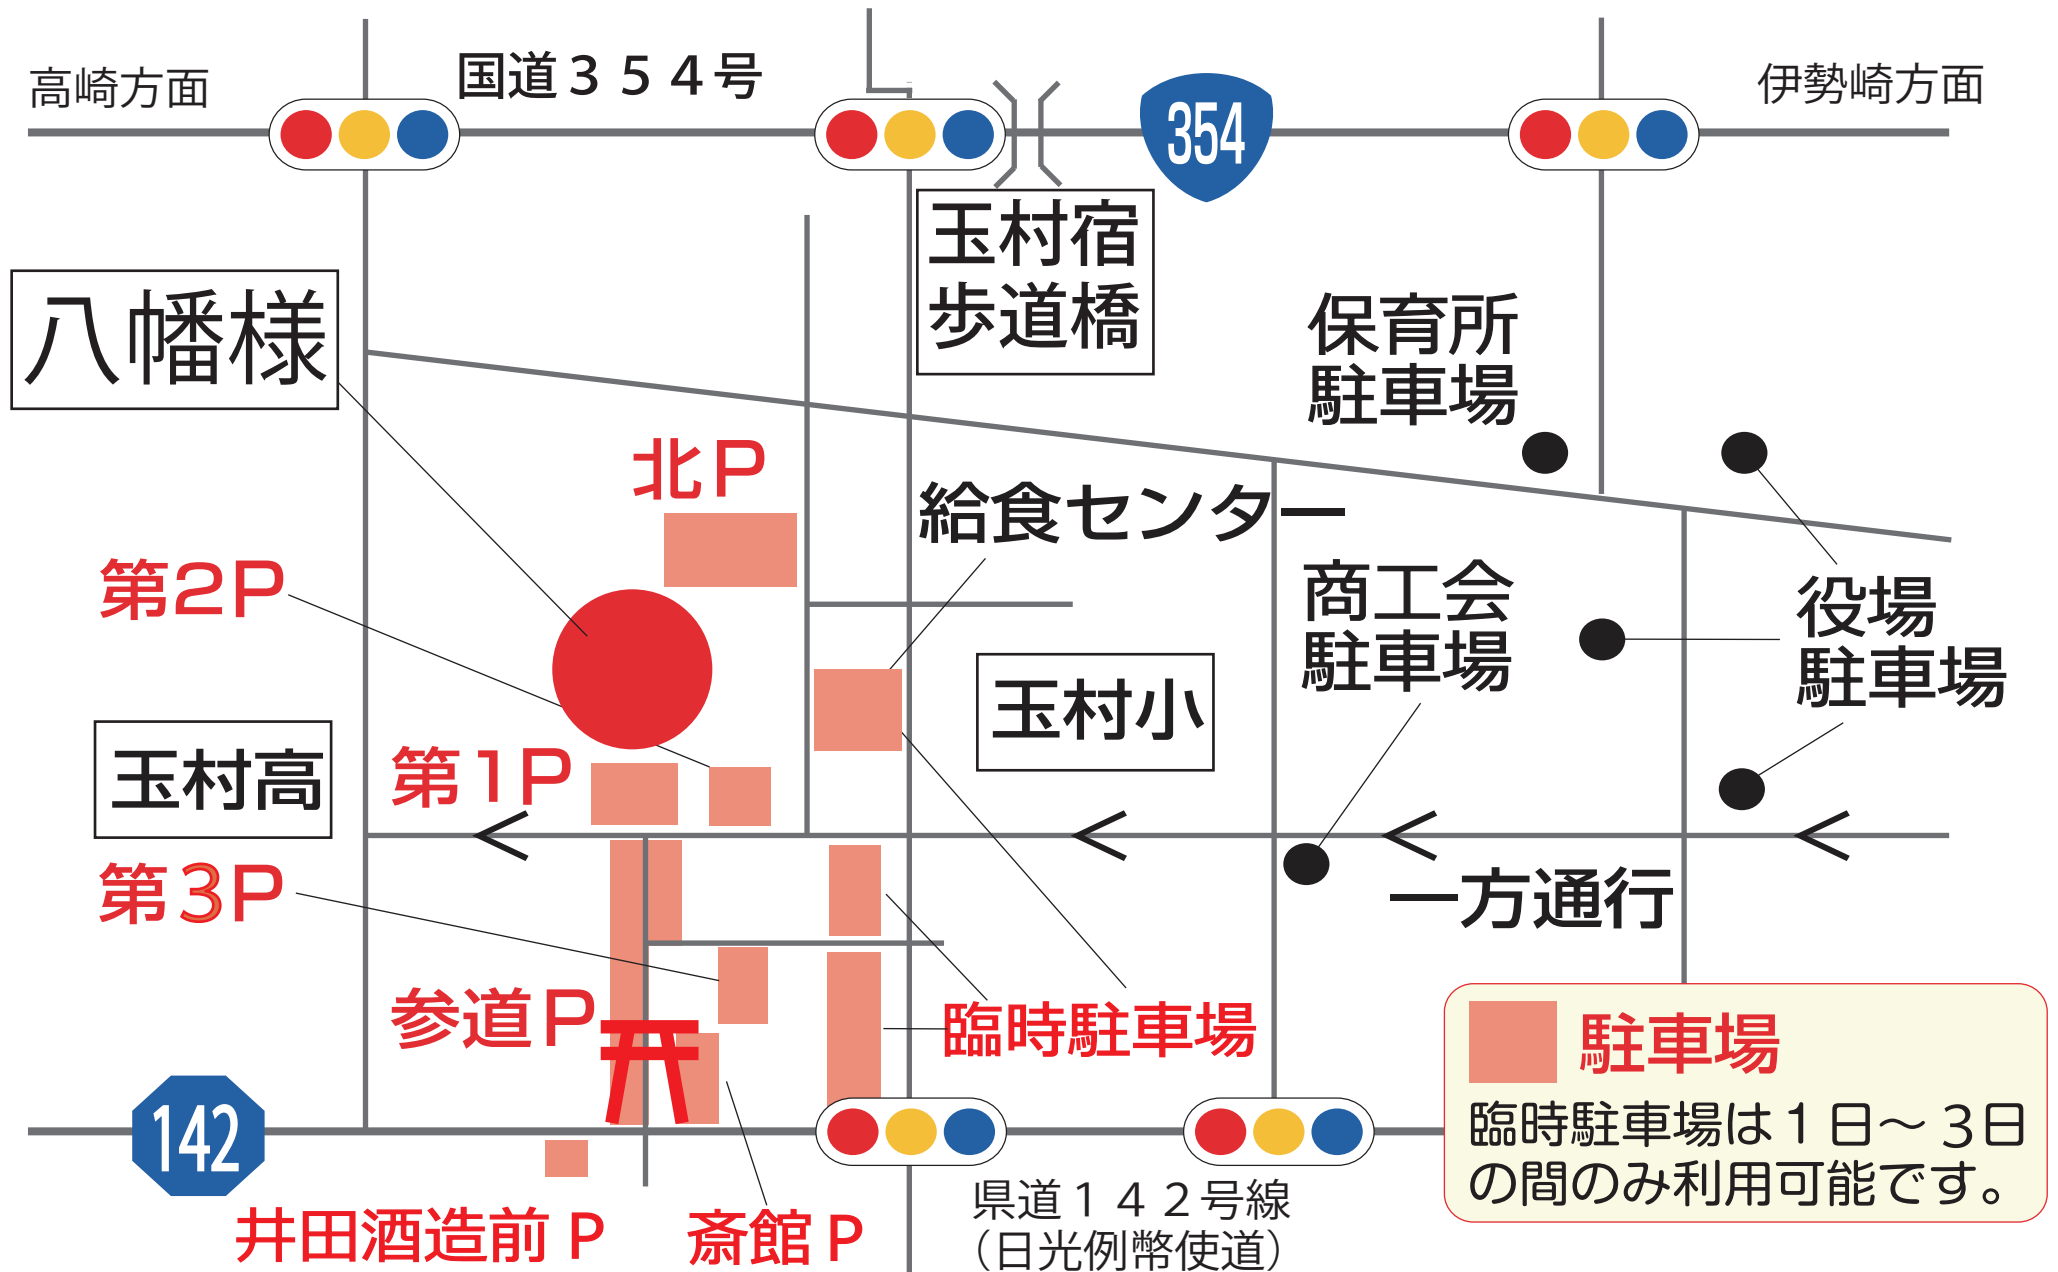 高崎方面
国道３５４号
伊勢崎方面
354
玉村宿
歩道橋
八幡様
保育所
駐車場
北Ｐ
給食センター
第2P
商工会
駐車場
役場
駐車場
玉村小
玉村高
第1P
第3P
一方通行
参道P
臨時駐車場
駐車場
臨時駐車場は１日～３日
の間のみ利用可能です。
142
井田酒造前Ｐ
斎館Ｐ
県道１４２号線
（日光例幣使道）